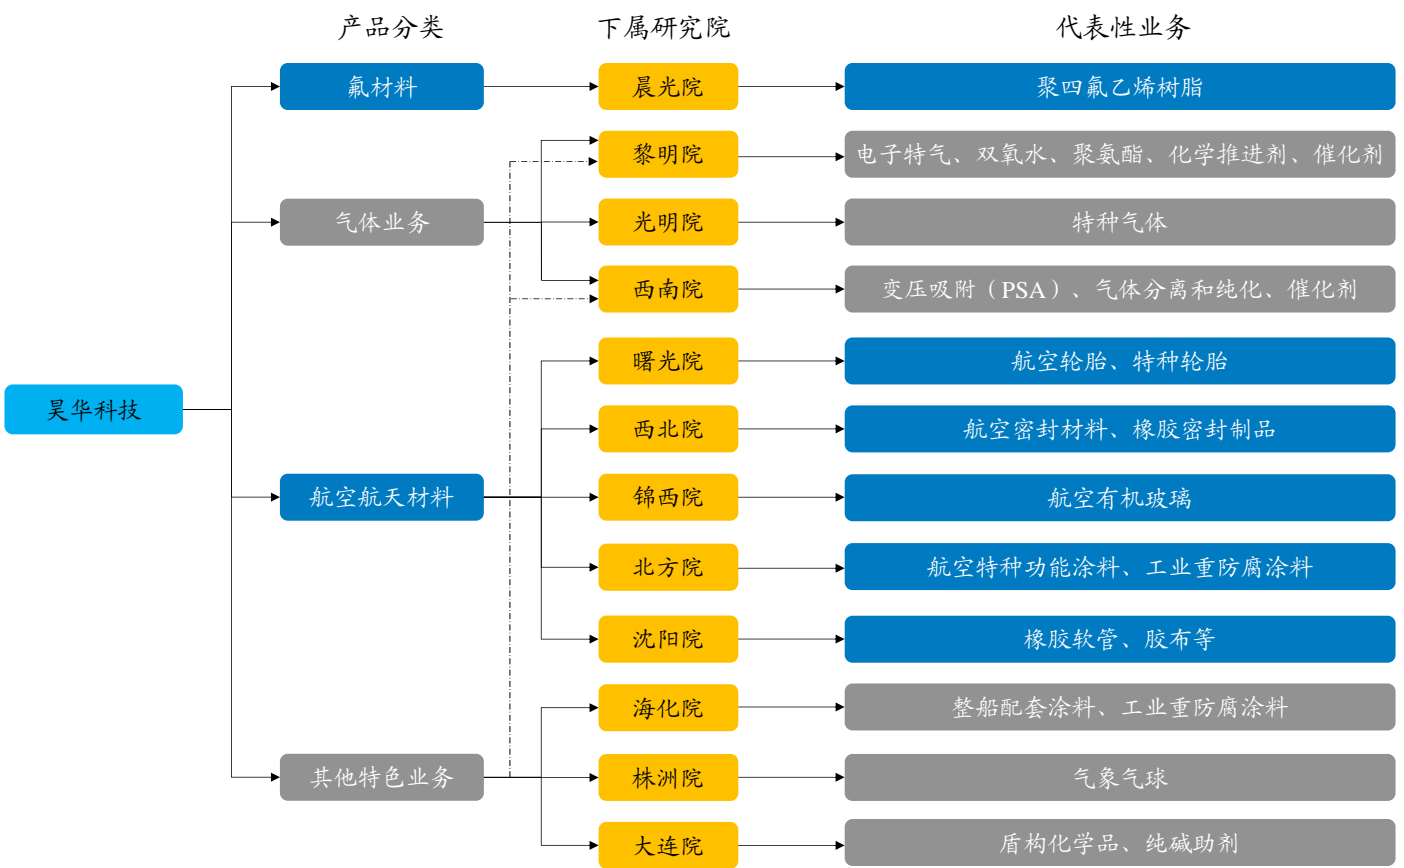 产品分类
下属研究院
代表性业务
氟材料
晨光院
聚四氟乙烯树脂
黎明院
电子特气、双氧水、聚氨酯、化学推进剂、催化剂
气体业务
光明院
特种气体
西南院
变压吸附（PSA）、气体分离和纯化、催化剂
曙光院
航空轮胎、特种轮胎
昊华科技
西北院
航空密封材料、橡胶密封制品
航空航天材料
锦西院
航空有机玻璃
北方院
航空特种功能涂料、工业重防腐涂料
沈阳院
橡胶软管、胶布等
海化院
整船配套涂料、工业重防腐涂料
其他特色业务
株洲院
气象气球
大连院
盾构化学品、纯碱助剂